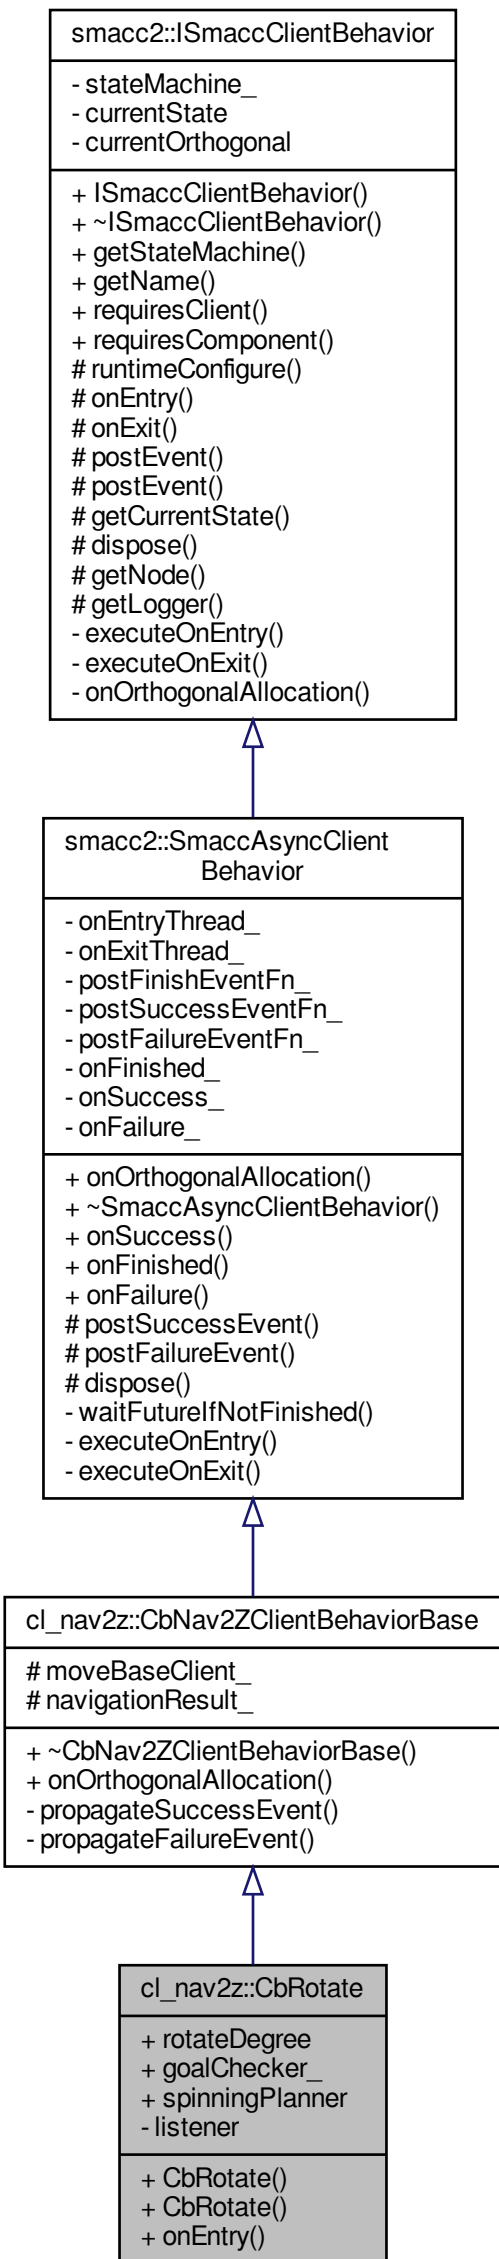 smacc2::ISmaccClientBehavior
- stateMachine_
- currentState
- currentOrthogonal
+ ISmaccClientBehavior()
+ ~ISmaccClientBehavior()
+ getStateMachine()
+ getName()
+ requiresClient()
+ requiresComponent()
# runtimeConfigure()
# onEntry()
# onExit()
# postEvent()
# postEvent()
# getCurrentState()
# dispose()
# getNode()
# getLogger()
- executeOnEntry()
- executeOnExit()
- onOrthogonalAllocation()
smacc2::SmaccAsyncClient
Behavior
- onEntryThread_
- onExitThread_
- postFinishEventFn_
- postSuccessEventFn_
- postFailureEventFn_
- onFinished_
- onSuccess_
- onFailure_
+ onOrthogonalAllocation()
+ ~SmaccAsyncClientBehavior()
+ onSuccess()
+ onFinished()
+ onFailure()
# postSuccessEvent()
# postFailureEvent()
# dispose()
- waitFutureIfNotFinished()
- executeOnEntry()
- executeOnExit()
cl_nav2z::CbNav2ZClientBehaviorBase
# moveBaseClient_
# navigationResult_
+ ~CbNav2ZClientBehaviorBase()
+ onOrthogonalAllocation()
- propagateSuccessEvent()
- propagateFailureEvent()
cl_nav2z::CbRotate
+ rotateDegree
+ goalChecker_
+ spinningPlanner
- listener
+ CbRotate()
+ CbRotate()
+ onEntry()